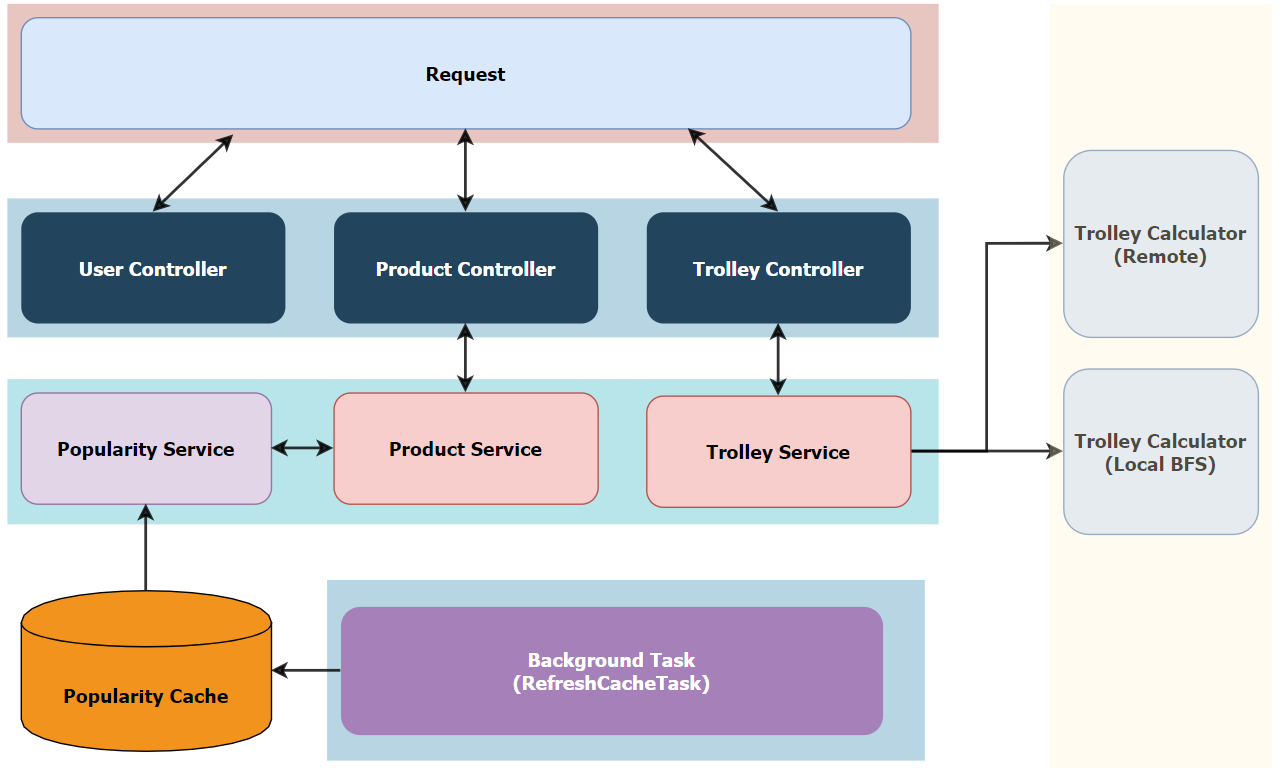 Request
User Controller
Product Controller
Trolley Controller
Trolley Calculator
(Remote)
Popularity Service
Product Service
Trolley Service
Trolley Calculator
(Local BFS)
Popularity Cache
Background Task
(RefreshCacheTask)